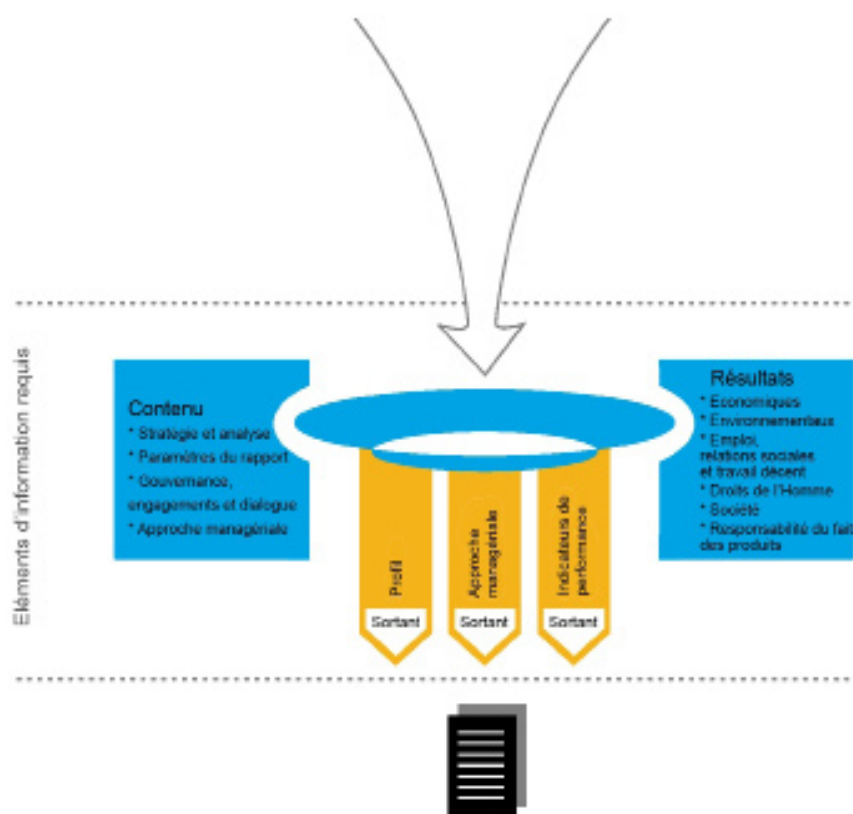 Eléments d'information requis
Contenu
* Stratégie et analyse
* Paramètres du rapport
* Gouvernance,
engagements et dialogue
* Approche managériale
Profil
Sortant
Approche
managériale
Sortant
Indicateurs de
performance
Sortant
Résultats
* Economiques
* Environnementaux
* Emploi,
relations sociales
et travail décent
* Droits de l'Homme
* Société
* Responsabilité du fait
des produits